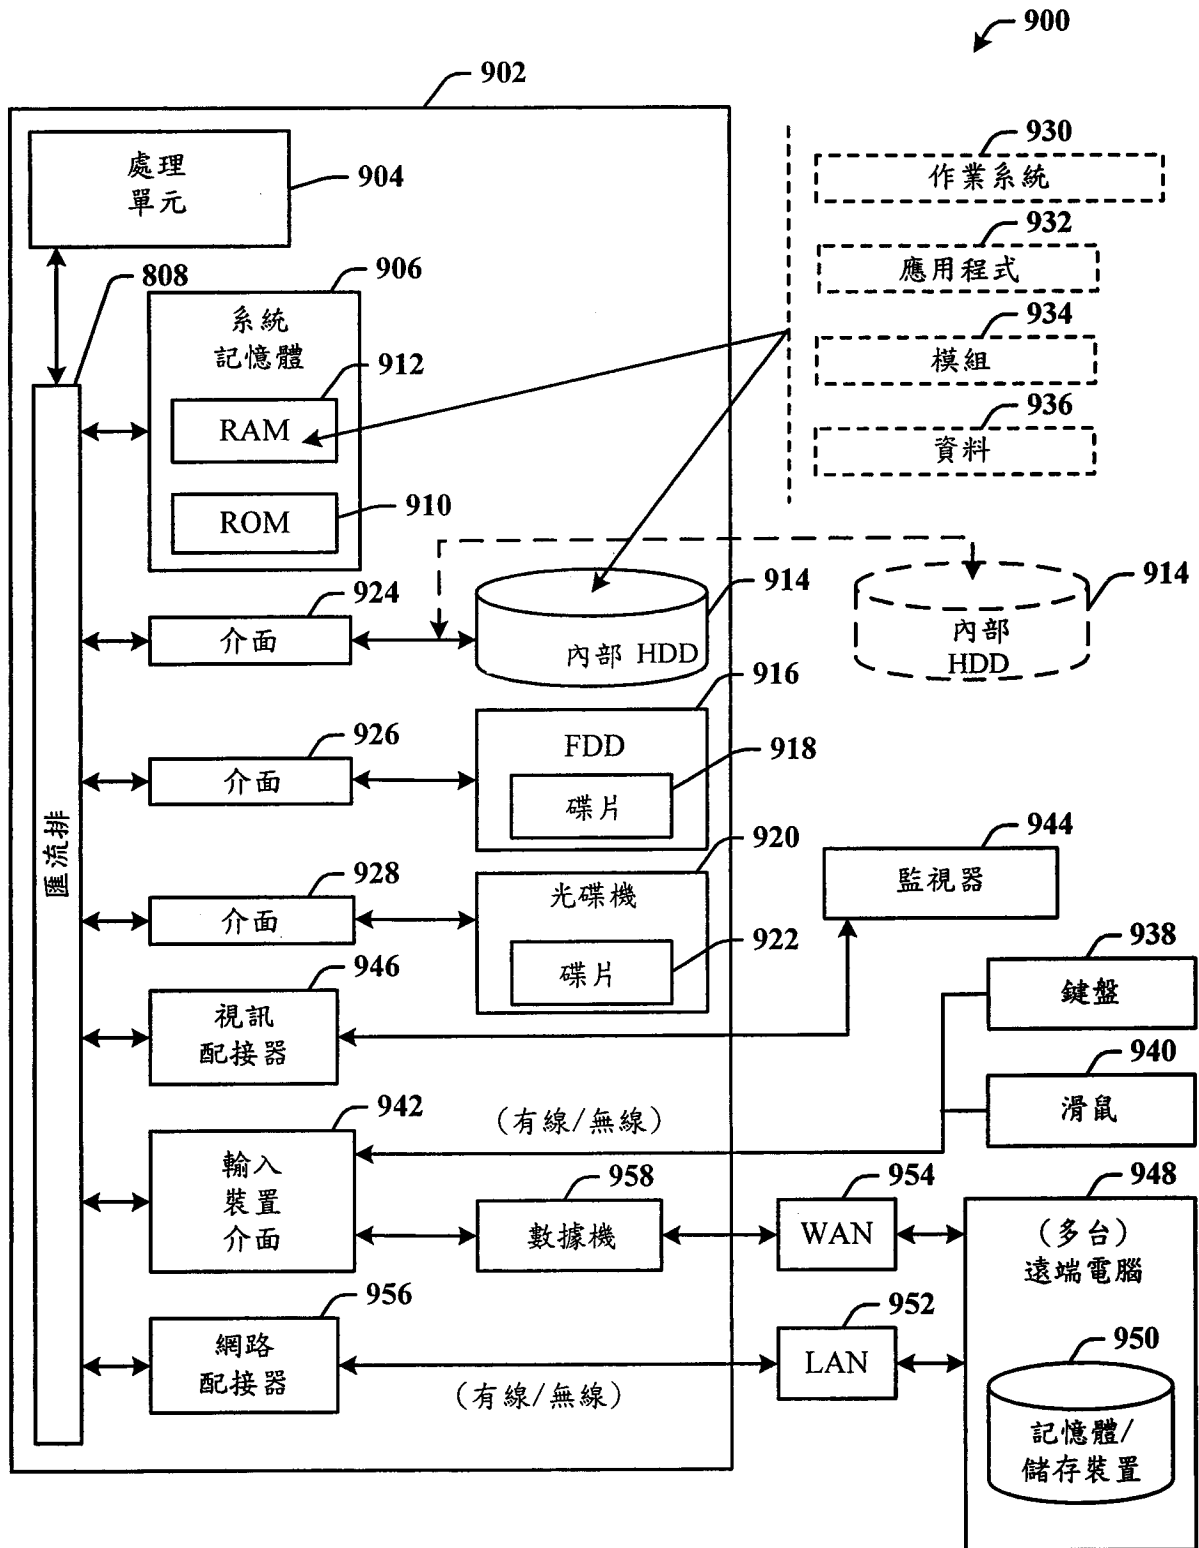 900
902
處理
單元
904
930
作業系統
932
應用程式
934
模組
936
資料
808
906
系統
記憶體
912
RAM
910
ROM
924
介面
914
內部 HDD
914
內部
HDD
916
926
介面
FDD
918
碟片
920
944
監視器
928
介面
光碟機
922
碟片
938
鍵盤
946
視訊
配接器
940
滑鼠
匯流排
942
(有線/無線)
輸入
裝置
介面
958
數據機
954
WAN
948
(多台)
遠端電腦
956
網路
配接器
952
LAN
(有線/無線)
950
記憶體/
儲存裝置